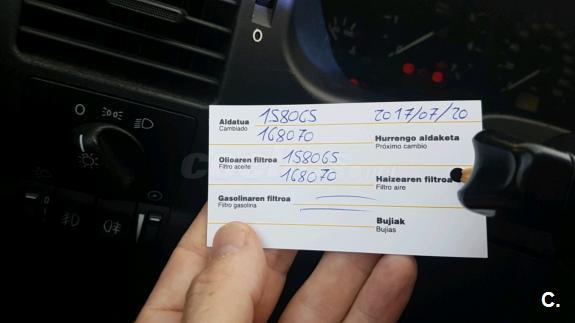 Aldatua 158065 2017/07/20
Cambiado
168070 Hurrengo aldaketa
Próximo cambio
Olioaren filtroa 158065
Filtro aceite
168070 Haizearen filtroa
Filtro aire
Gasolinaren filtroa
Filtro gasolina
Bujiak
Bujias
C.